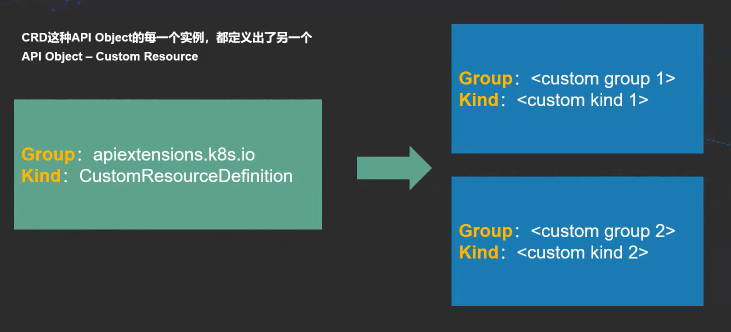 CRD这种API Object的每一个实例，都定义出了另一个
API Object – Custom Resource
Group：apiextensions.k8s.io
Kind：CustomResourceDefinition
Group：<custom group 1>
Kind：<custom kind 1>
Group：<custom group 2>
Kind：<custom kind 2>